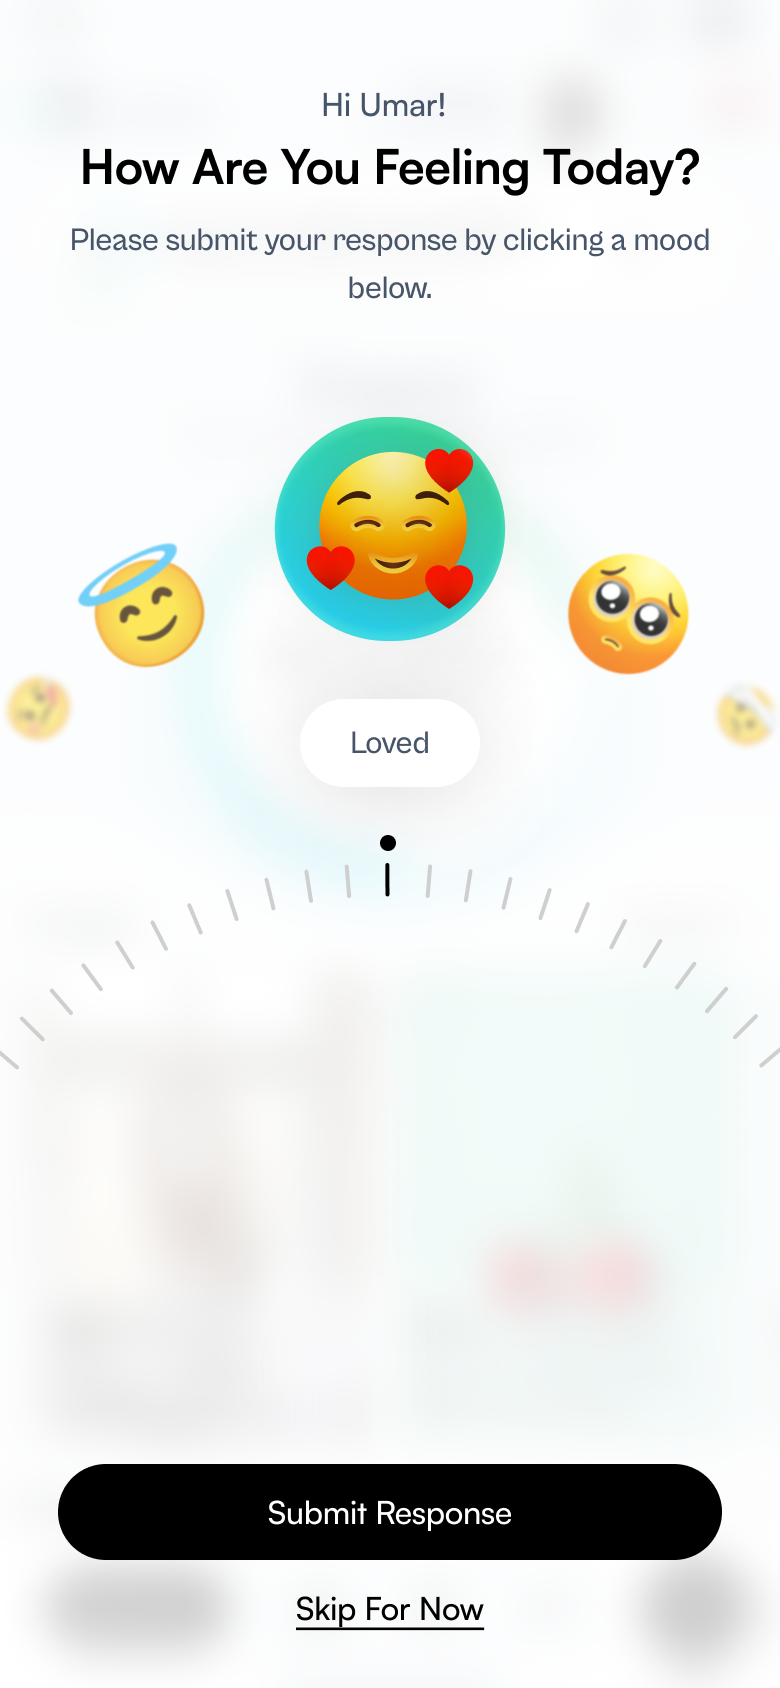 Hi Umar!
How Are You Feeling Today?
Please submit your response by clicking a mood
below.
Loved
Submit Response
Skip For Now